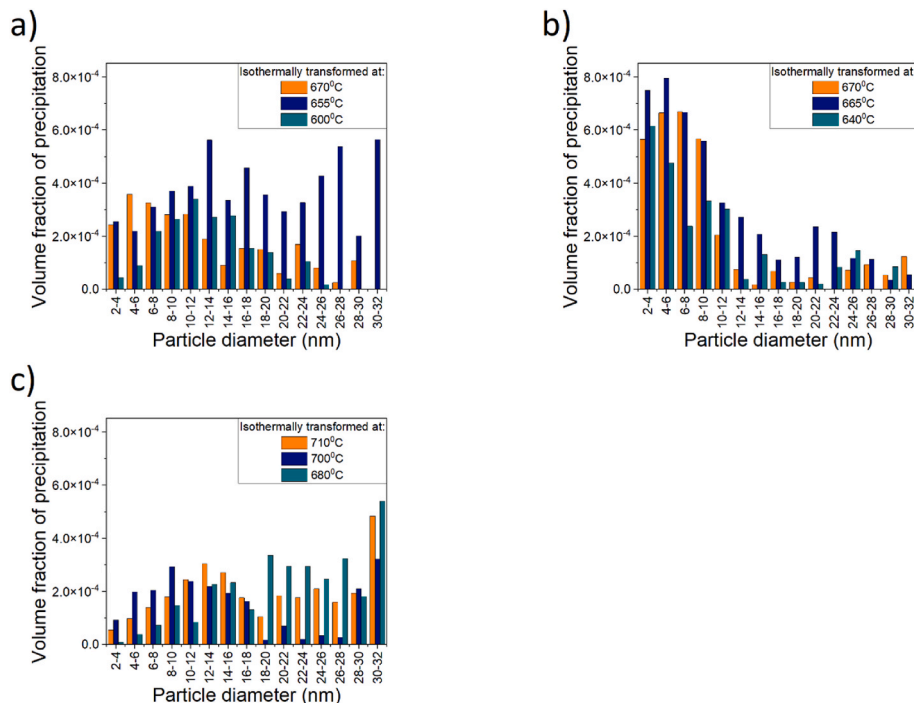 a)
Volume fraction of precipitation
8.0×10⁻⁴
6.0×10⁻⁴
4.0×10⁻⁴
2.0×10⁻⁴
0.0
Isothermally transformed at:
670⁰C
655⁰C
600⁰C
2-4
4-6
6-8
8-10
10-12
12-14
14-16
16-18
18-20
20-22
22-24
24-26
26-28
28-30
30-32
Particle diameter (nm)
b)
Volume fraction of precipitation
8.0×10⁻⁴
6.0×10⁻⁴
4.0×10⁻⁴
2.0×10⁻⁴
0.0
Isothermally transformed at:
670⁰C
665⁰C
640⁰C
2-4
4-6
6-8
8-10
10-12
12-14
14-16
16-18
18-20
20-22
22-24
24-26
26-28
28-30
30-32
Particle diameter (nm)
c)
Volume fraction of precipitation
8.0×10⁻⁴
6.0×10⁻⁴
4.0×10⁻⁴
2.0×10⁻⁴
0.0
Isothermally transformed at:
710⁰C
700⁰C
680⁰C
2-4
4-6
6-8
8-10
10-12
12-14
14-16
16-18
18-20
20-22
22-24
24-26
26-28
28-30
30-32
Particle diameter (nm)